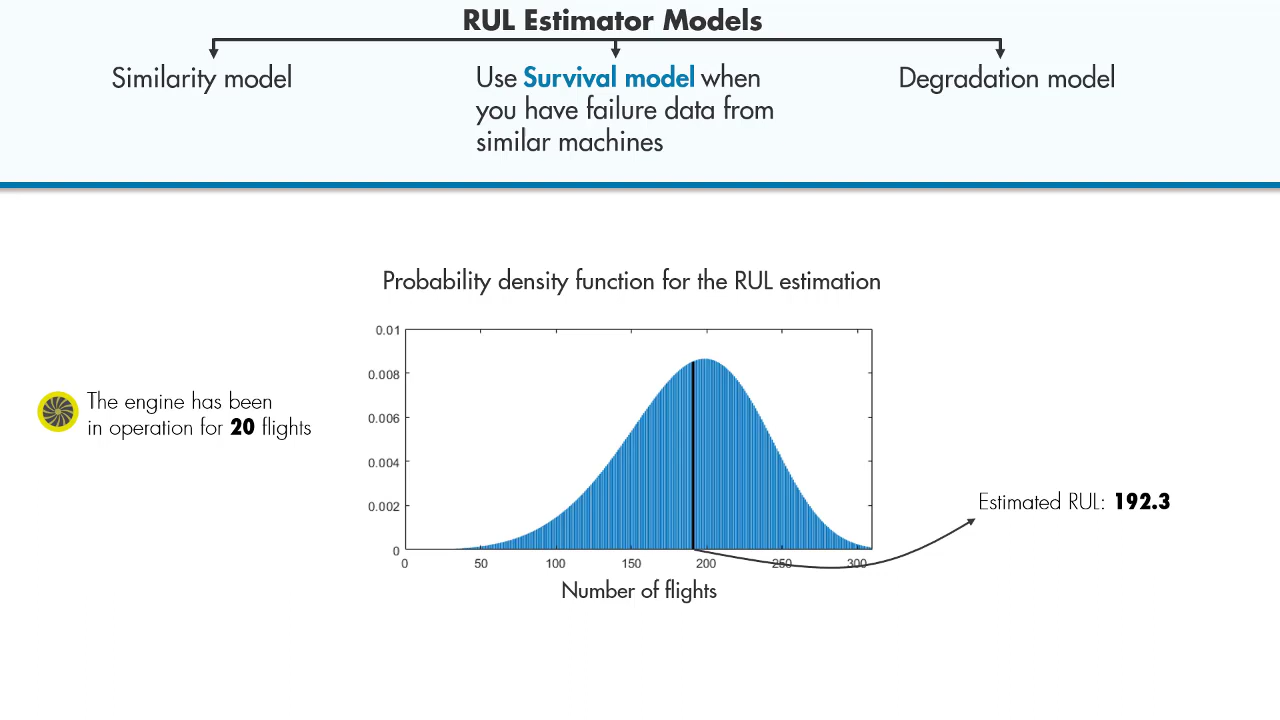 RUL Estimator Models
Similarity model
Use Survival model when
you have failure data from
similar machines
Degradation model
Probability density function for the RUL estimation
0.01
0.008
0.006
0.004
0.002
0
0 50 100 150 200 250 300
Number of flights
The engine has been
in operation for 20 flights
Estimated RUL: 192.3